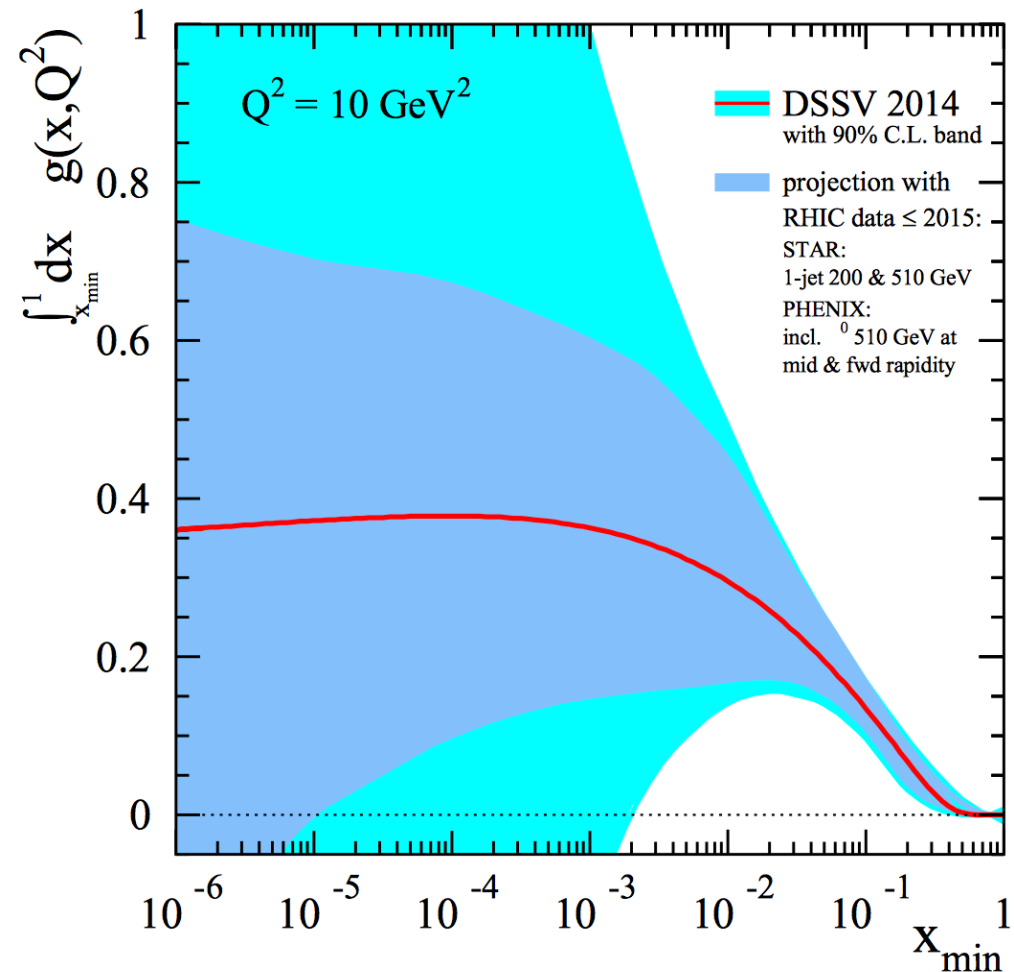 1
0.8
0.6
0.4
0.2
0
∫¹ₓₘᵢₙ dx g(x,Q²)
Q² = 10 GeV²
DSSV 2014
with 90% C.L. band
projection with
RHIC data ≤ 2015:
STAR:
1-jet 200 & 510 GeV
PHENIX:
incl. ⁰ 510 GeV at
mid & fwd rapidity
10⁻⁶ 10⁻⁵ 10⁻⁴ 10⁻³ 10⁻² 10⁻¹ 1
x_min